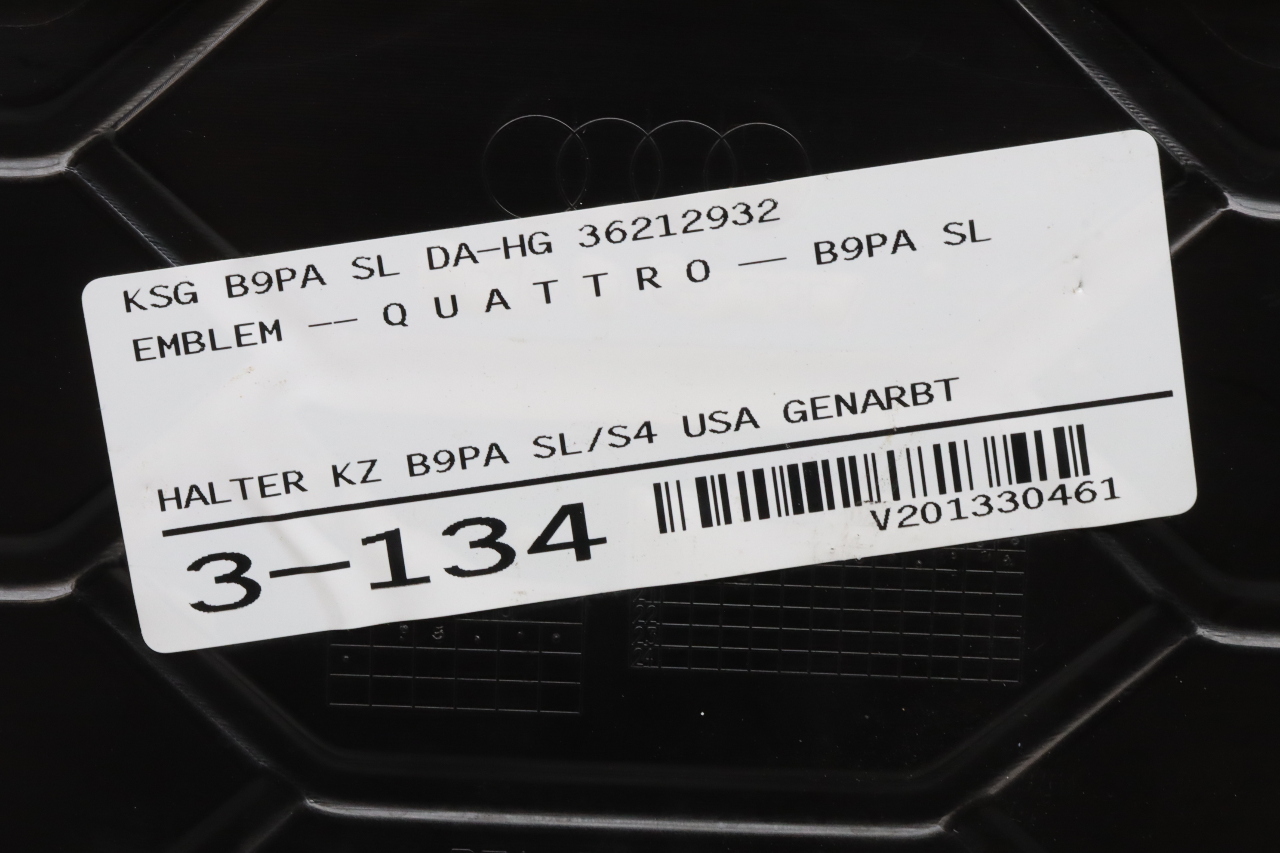 KSG B9PA SL DA—HG 36212932
EMBLEM —— Q U A T T R O — B9PA SL
HALTER KZ B9PA SL/S4 USA GENARBT
3—134
V201330461